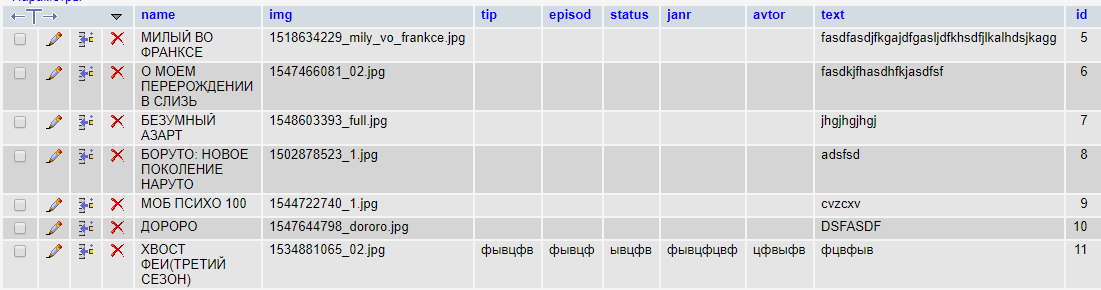 name img tip episod status janr avtor text id
МИЛЫЙ ВО 1518634229_mily_vo_frankce.jpg fasdfasdjfkgajdfgasljdfkhsdfjlkalhdsjkagg 5
ФРАНКСЕ
О МОЕМ 1547466081_02.jpg fasdkjfhasdhfkjasdfsf 6
ПЕРЕРОЖДЕНИИ
В СЛИЗЬ
БЕЗУМНЫЙ 1548603393_full.jpg jhgjhgjhgj 7
АЗАРТ
БОРУТО: НОВОЕ 1502878523_1.jpg adsfsd 8
ПОКОЛЕНИЕ
НАРУТО
МОБ ПСИХО 100 1544722740_1.jpg cvzcxv 9
ДОРОРО 1547644798_dororo.jpg DSFASDF 10
ХВОСТ 1534881065_02.jpg фывцфв фывцф ывцфв фывцфцвф цфвыфв фцвфыв 11
ФЕИ(ТРЕТИЙ
СЕЗОН)